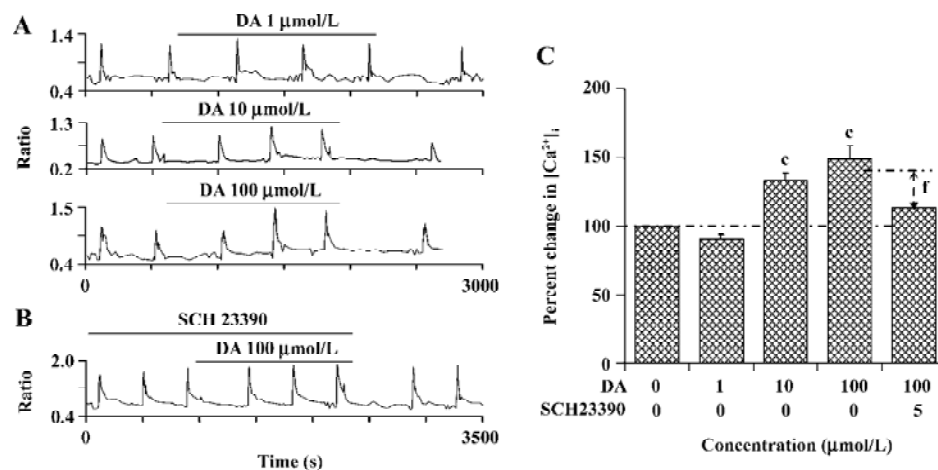 A
DA 1 μmol/L
1.4
0.4
DA 10 μmol/L
1.3
0.2
Ratio
DA 100 μmol/L
1.5
0.4
0 3000
B
SCH 23390
DA 100 μmol/L
2.0
0.4
Ratio
0 3500
Time (s)
C
200
150
100
50
0
Percent change in [Ca²⁺]i
c
c
f
DA 0 1 10 100 100
SCH23390 0 0 0 0 5
Concentration (μmol/L)